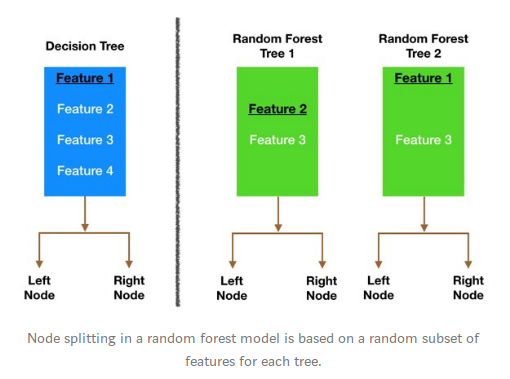 Decision Tree
Feature 1
Feature 2
Feature 3
Feature 4
Left
Node
Right
Node
Random Forest
Tree 1
Feature 2
Feature 3
Left
Node
Right
Node
Random Forest
Tree 2
Feature 1
Feature 3
Left
Node
Right
Node
Node splitting in a random forest model is based on a random subset of
features for each tree.